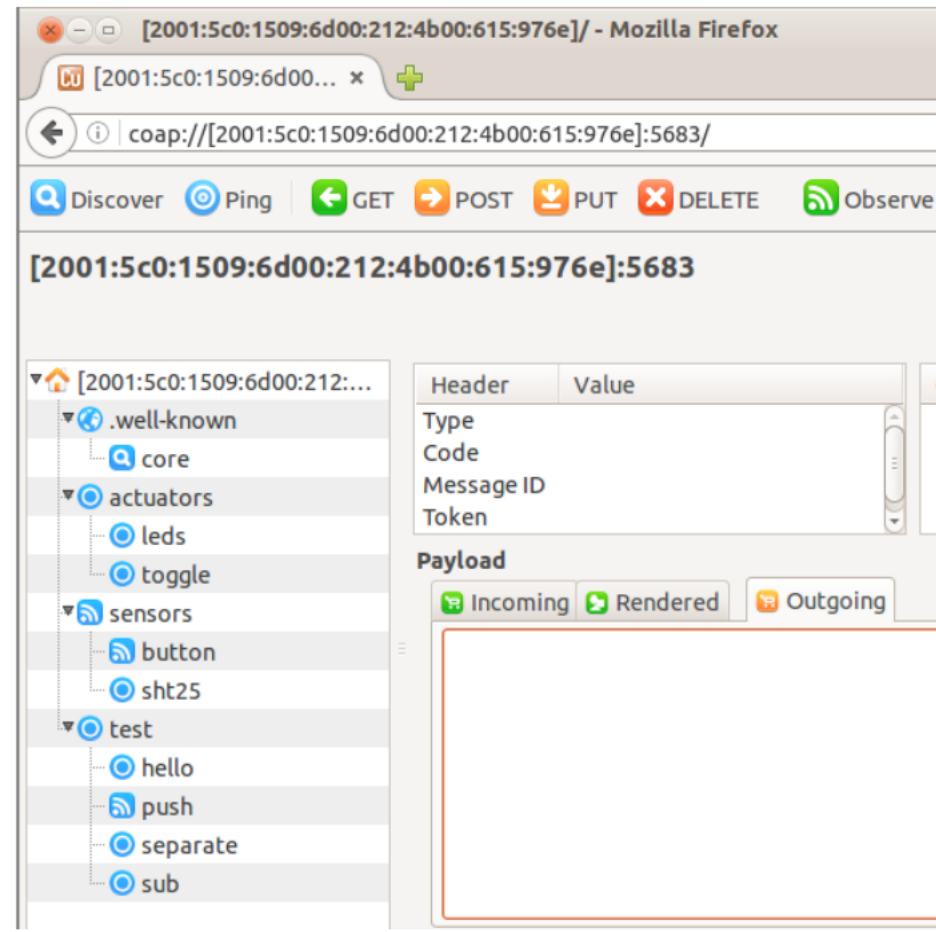 [2001:5c0:1509:6d00:212:4b00:615:976e]/ - Mozilla Firefox
Cu [2001:5c0:1509:6d00... ×
coap://[2001:5c0:1509:6d00:212:4b00:615:976e]:5683/
Discover Ping GET POST PUT DELETE Observe
[2001:5c0:1509:6d00:212:4b00:615:976e]:5683
[2001:5c0:1509:6d00:212:...
.well-known
core
actuators
leds
toggle
sensors
button
sht25
test
hello
push
separate
sub
Header Value
Type
Code
Message ID
Token
Payload
Incoming Rendered Outgoing